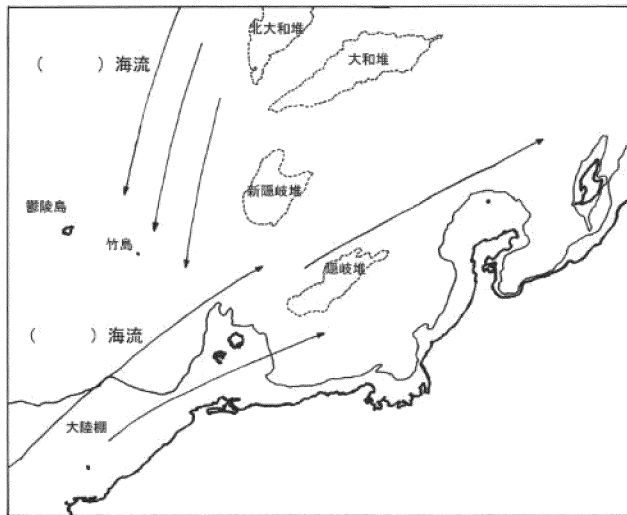 北大和堆
大和堆
（　　　）海流
新隠岐堆
鬱陵島
竹島
隠岐堆
（　　　）海流
大陸棚